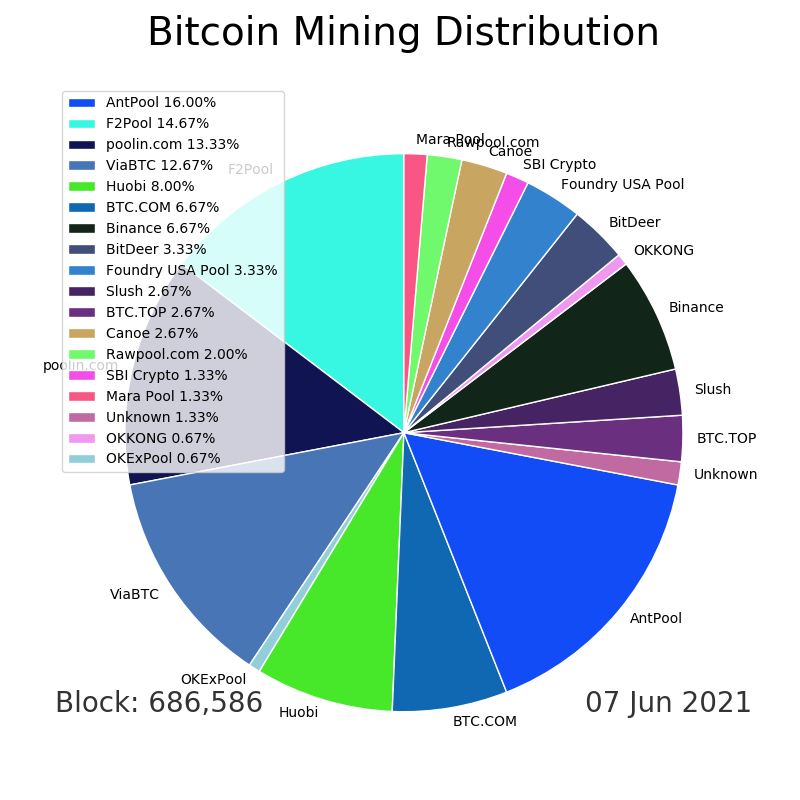 Bitcoin Mining Distribution
AntPool 16.00%
F2Pool 14.67%
poolin.com 13.33%
ViaBTC 12.67%
Huobi 8.00%
BTC.COM 6.67%
Binance 6.67%
BitDeer 3.33%
Foundry USA Pool 3.33%
Slush 2.67%
BTC.TOP 2.67%
Canoe 2.67%
Rawpool.com 2.00%
SBI Crypto 1.33%
Mara Pool 1.33%
Unknown 1.33%
OKKONG 0.67%
OKExPool 0.67%
Mara Pool
Rawpool.com
Canoe
SBI Crypto
Foundry USA Pool
BitDeer
OKKONG
Binance
Slush
BTC.TOP
Unknown
AntPool
BTC.COM
Huobi
OKExPool
ViaBTC
poolin.com
F2Pool
Block: 686,586
07 Jun 2021